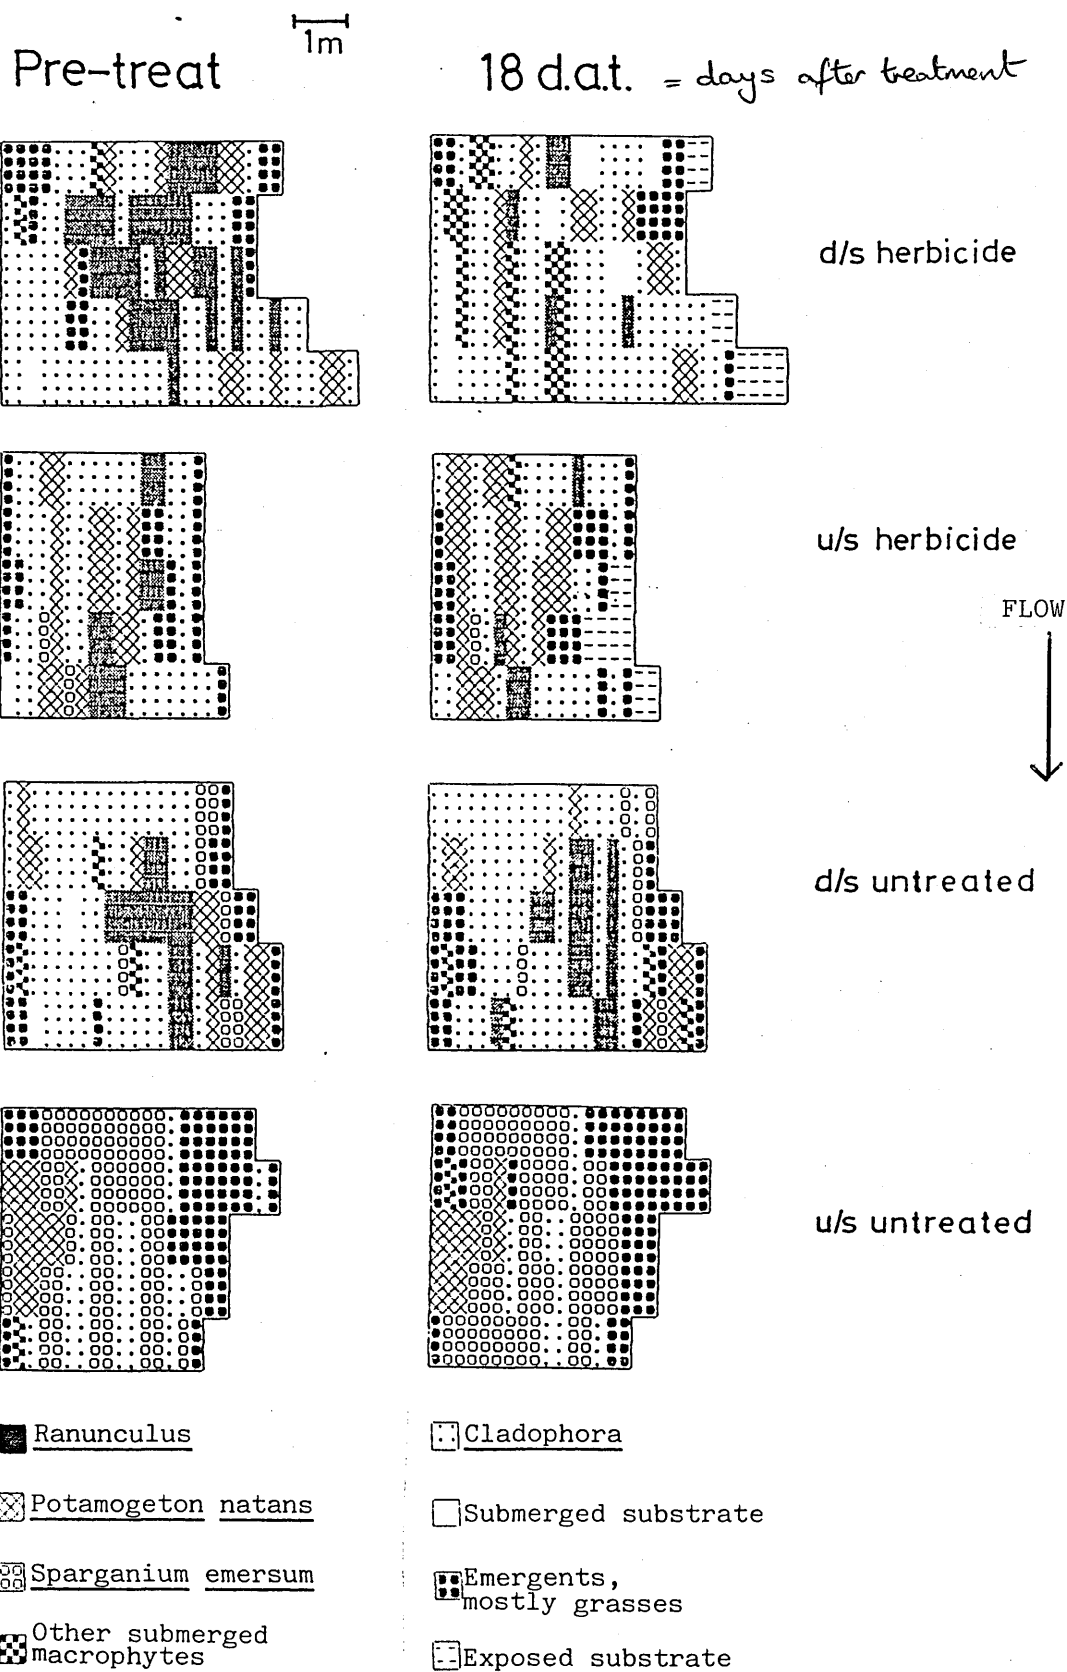 1m
Pre-treat
18 d.a.t. = days after treatment
d/s herbicide
u/s herbicide
FLOW
d/s untreated
u/s untreated
Ranunculus
Cladophora
Potamogeton natans
Submerged substrate
Sparganium emersum
Emergents,
mostly grasses
Other submerged
macrophytes
Exposed substrate